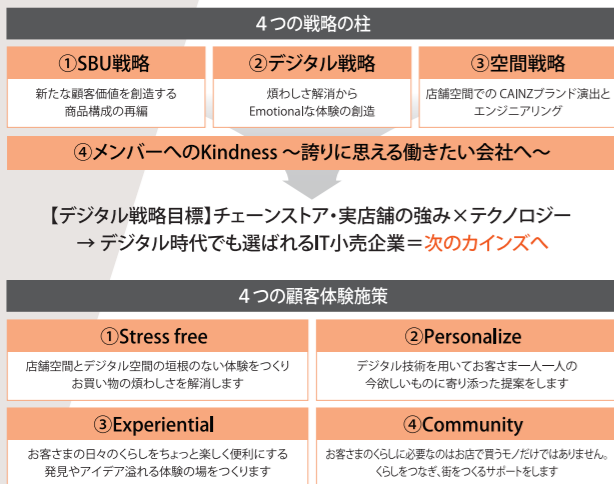 4つの戦略の柱
①SBU戦略
新たな顧客価値を創造する
商品構成の再編
②デジタル戦略
煩わしさ解消から
Emotionalな体験の創造
③空間戦略
店舗空間での CAINZブランド演出と
エンジニアリング
④メンバーへのKindness ～誇りに思える働きたい会社へ～
【デジタル戦略目標】チェーンストア・実店舗の強み×テクノロジー
→ デジタル時代でも選ばれるIT小売企業＝次のカインズへ
4つの顧客体験施策
①Stress free
店舗空間とデジタル空間の垣根のない体験をつくり
お買い物の煩わしさを解消します
②Personalize
デジタル技術を用いてお客さま一人一人の
今欲しいものに寄り添った提案をします
③Experiential
お客さまの日々のくらしをちょっと楽しく便利にする
発見やアイデア溢れる体験の場をつくります
④Community
お客さまのくらしに必要なのはお店で買うモノだけではありません。
くらしをつなぎ、街をつくるサポートをします